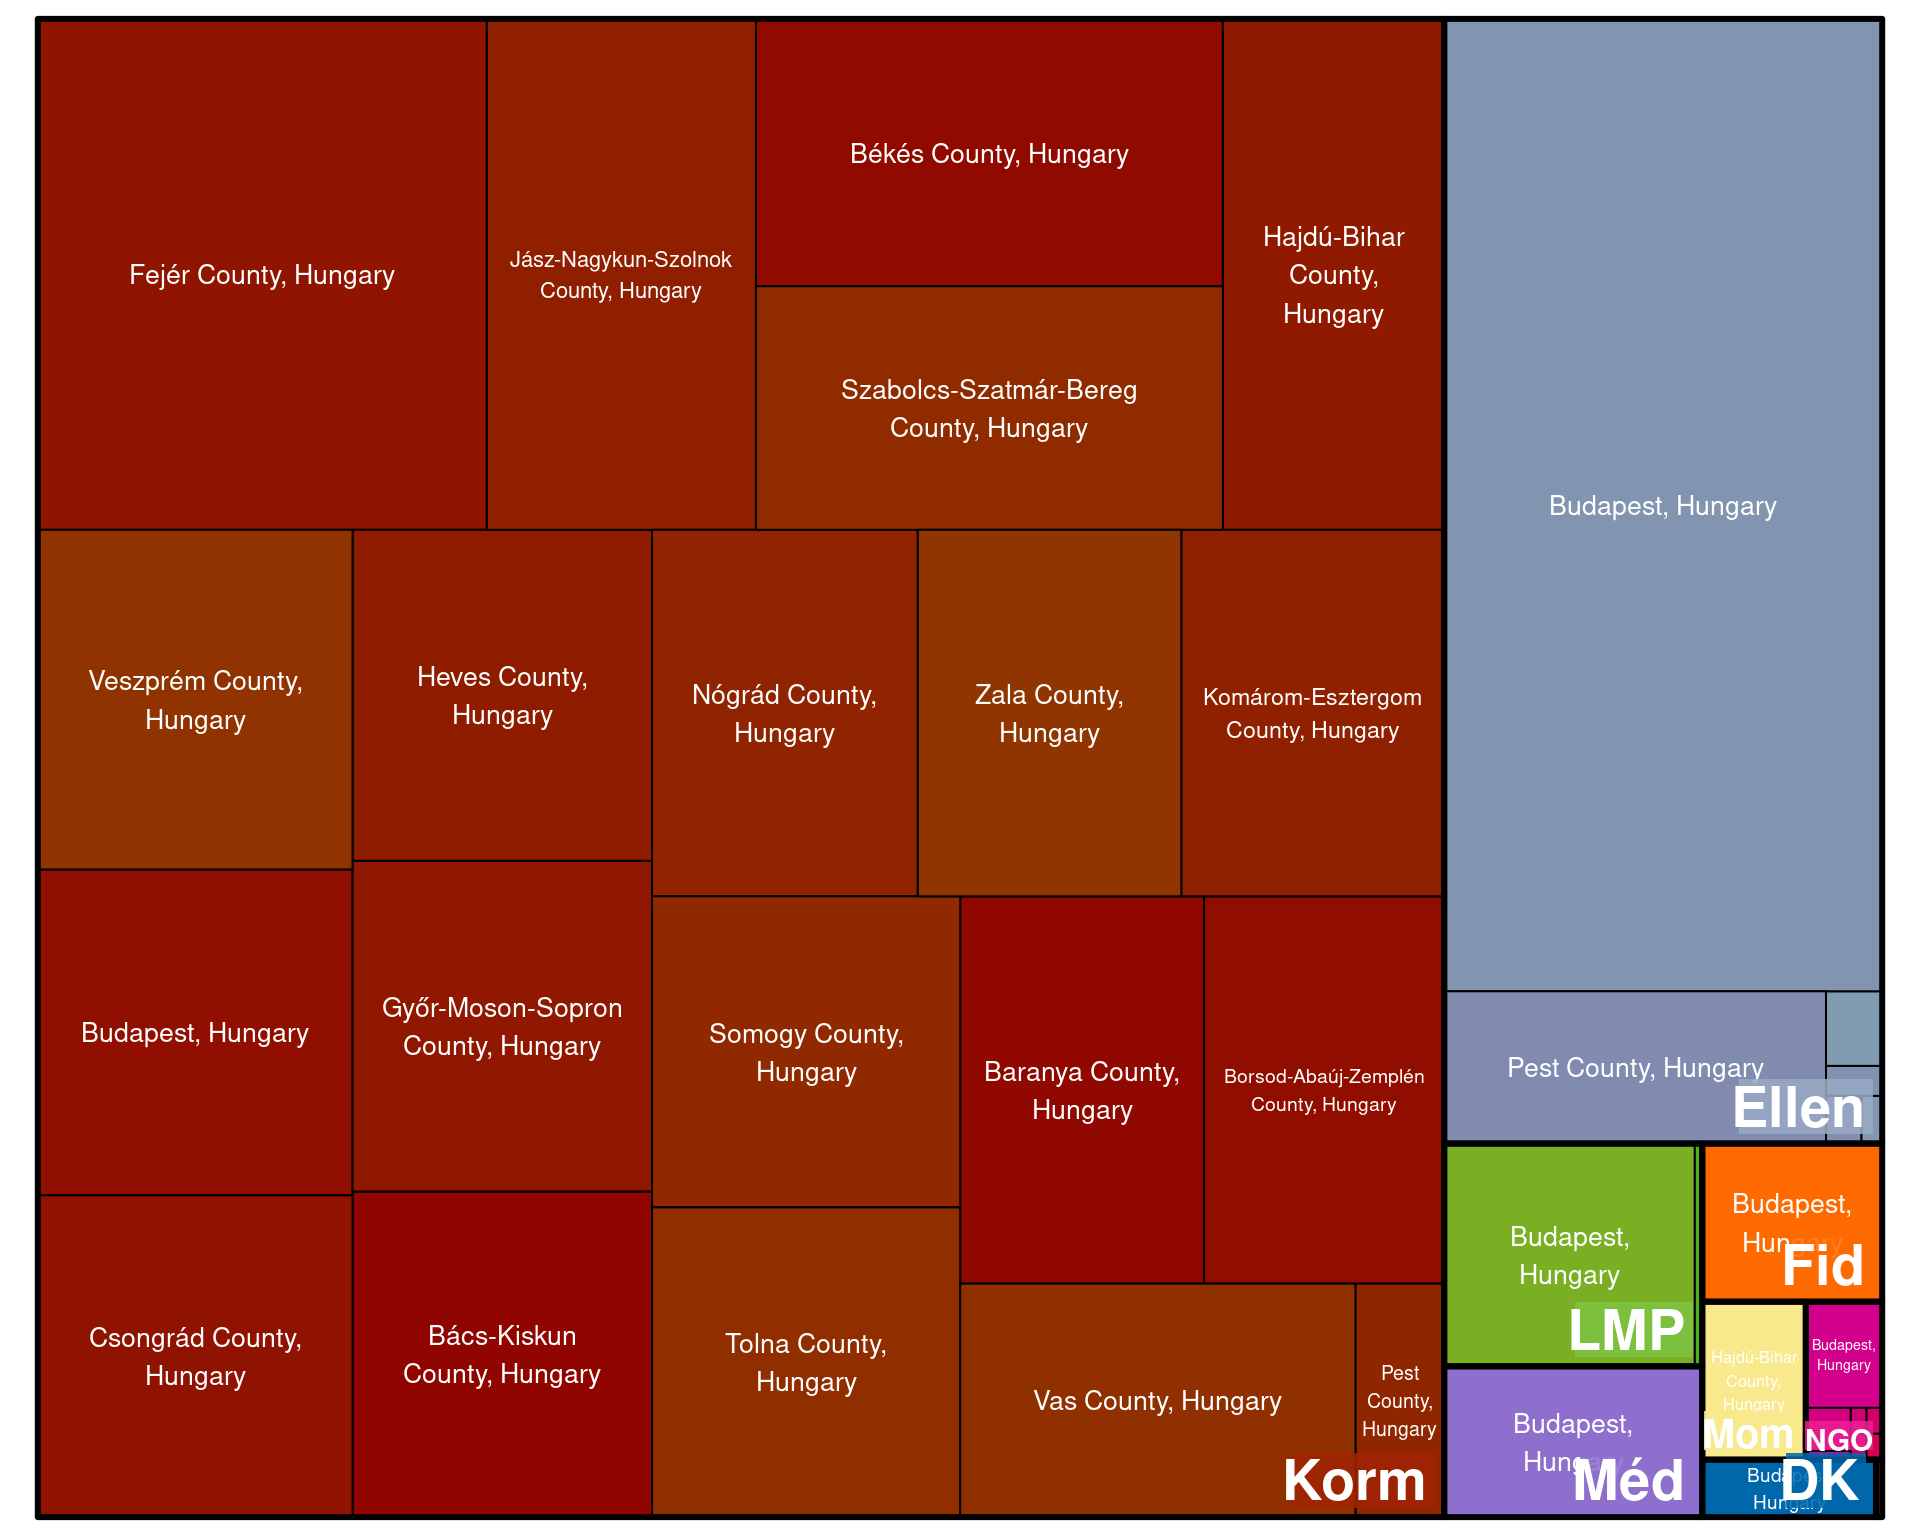 Fejér County, Hungary
Jász-Nagykun-Szolnok
County, Hungary
Békés County, Hungary
Szabolcs-Szatmár-Bereg
County, Hungary
Hajdú-Bihar
County,
Hungary
Veszprém County,
Hungary
Heves County,
Hungary
Nógrád County,
Hungary
Zala County,
Hungary
Komárom-Esztergom
County, Hungary
Budapest, Hungary
Győr-Moson-Sopron
County, Hungary
Somogy County,
Hungary
Baranya County,
Hungary
Borsod-Abaúj-Zemplén
County, Hungary
Csongrád County,
Hungary
Bács-Kiskun
County, Hungary
Tolna County,
Hungary
Vas County, Hungary
Pest
County,
Hungary
Korm
Budapest, Hungary
Pest County, Hungary
Ellen
Budapest,
Hungary
LMP
Budapest,
Hungary
Fid
Budapest,
Hungary
Méd
Hajdú-Bihar
County,
Hungary
Mom
Budapest,
Hungary
NGO
Budapest,
Hungary
DK